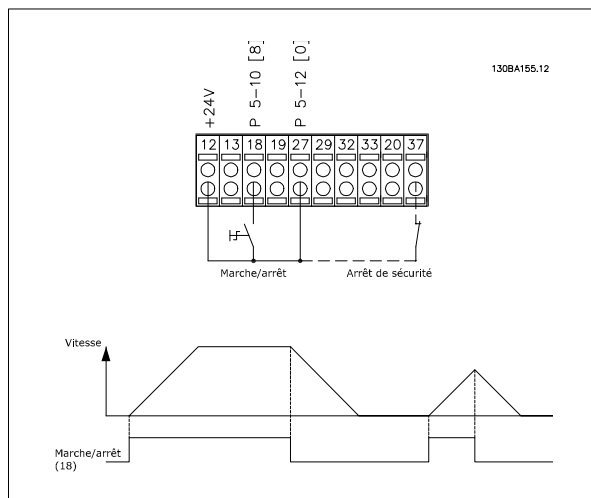 130BA155.12
+24V
P 5-10 [8]
P 5-12 [0]
12 13 18 19 27 29 32 33 20 37
Marche/arrêt
Arrêt de sécurité
Vitesse
Marche/arrêt
(18)